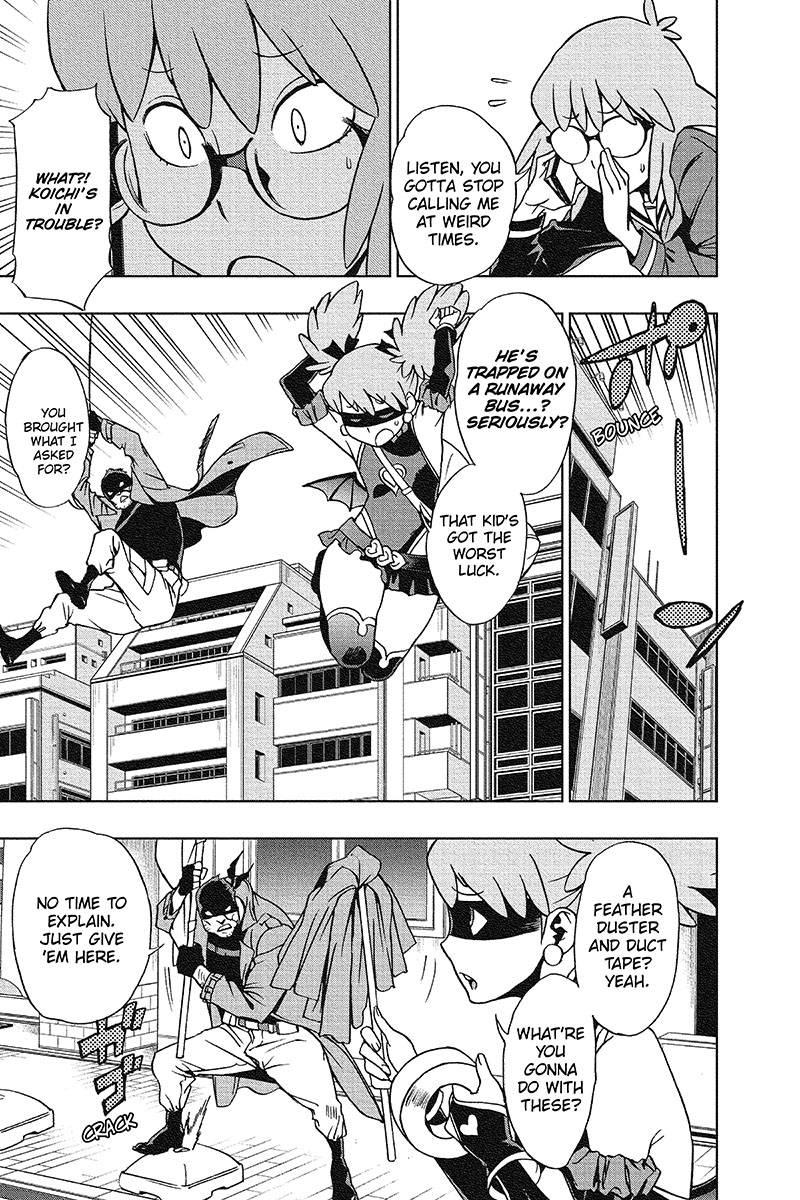 LISTEN, YOU
GOTTA STOP
CALLING ME
AT WEIRD
TIMES.
WHAT?!
KOICHI'S
IN
TROUBLE?
BOUNCE
HE'S
TRAPPED ON
A RUNAWAY
BUS...?
SERIOUSLY?
THAT KID'S
GOT THE
WORST
LUCK.
YOU
BROUGHT
WHAT I
ASKED
FOR?
A
FEATHER
DUSTER
AND DUCT
TAPE?
YEAH.
WHAT'RE
YOU
GONNA
DO WITH
THESE?
NO TIME TO
EXPLAIN.
JUST GIVE
'EM HERE.
ガゴ
CRACK